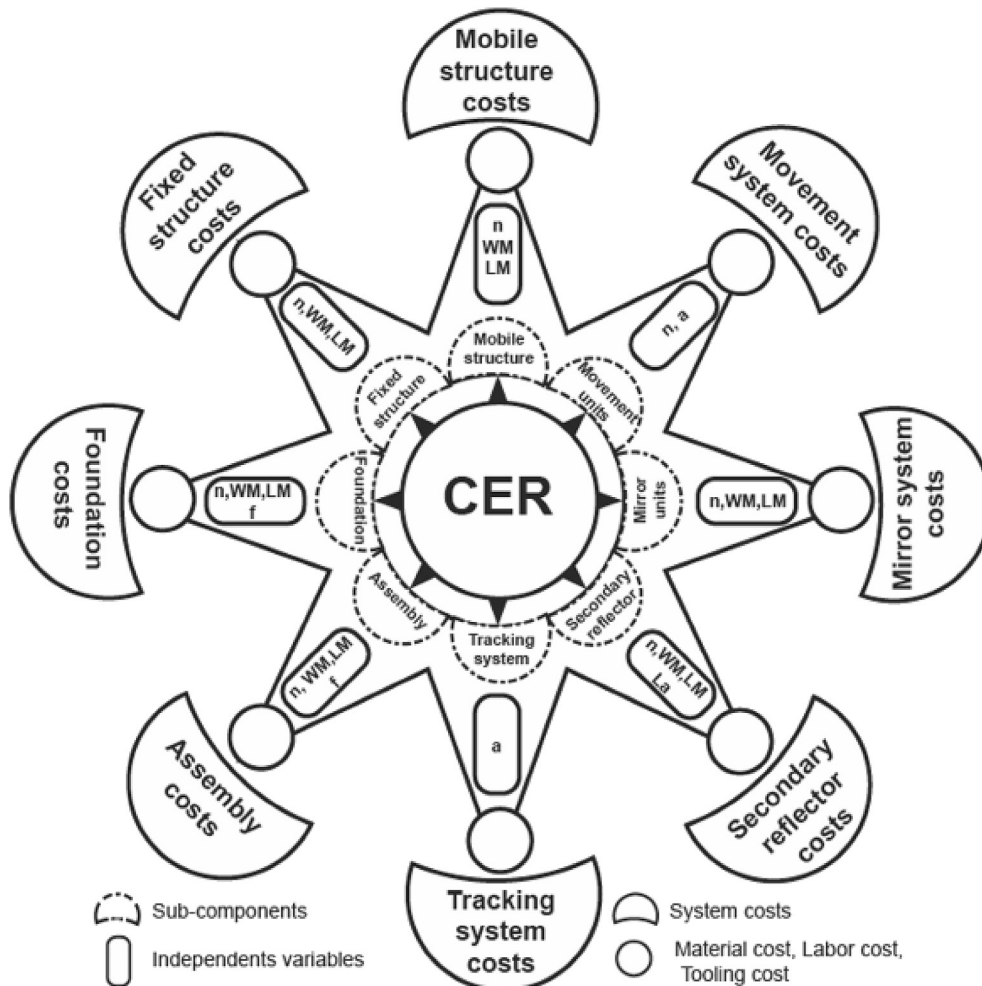 Mobile
structure
costs
Fixed
structure
costs
Movement
system costs
n
WM
LM
n,WM,LM
n, a
Mobile
structure
Fixed
structure
Movement
units
Foundation
costs
n,WM,LM
f
Foundation
CER
Mirror
units
n,WM,LM
Mirror system
costs
Assembly
Tracking
system
Secondary
reflector
n, WM,LM
f
a
n,WM,LM
La
Assembly
costs
Tracking
system
costs
Secondary
reflector
costs
Sub-components
Independents variables
System costs
Material cost, Labor cost,
Tooling cost